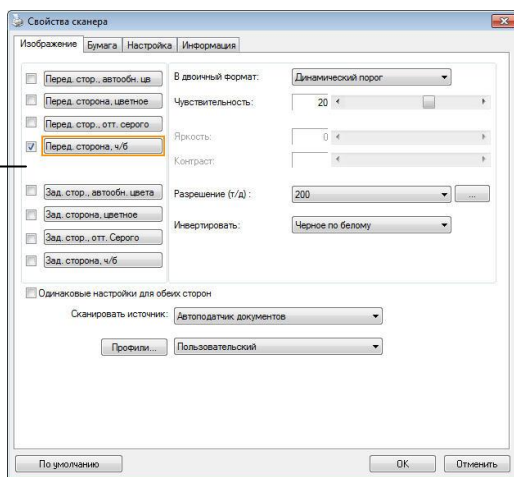 Свойства сканера
Изображение Бумага Настройка Информация
Перед. стор., автообн. цв
Перед. сторона, цветное
Перед. стор., отт. серого
Перед. сторона, ч/б
Зад. стор., автообн. цвета
Зад. сторона, цветное
Зад. стор., отт. Серого
Зад. сторона, ч/б
В двоичный формат: Динамический порог
Чувствительность: 20
Яркость: 0
Контраст:
Разрешение (т/д) : 200 ...
Инвертировать: Черное по белому
Одинаковые настройки для обеих сторон
Сканировать источник: Автоподатчик документов
Профили... Пользовательский
По умолчанию OK Отменить